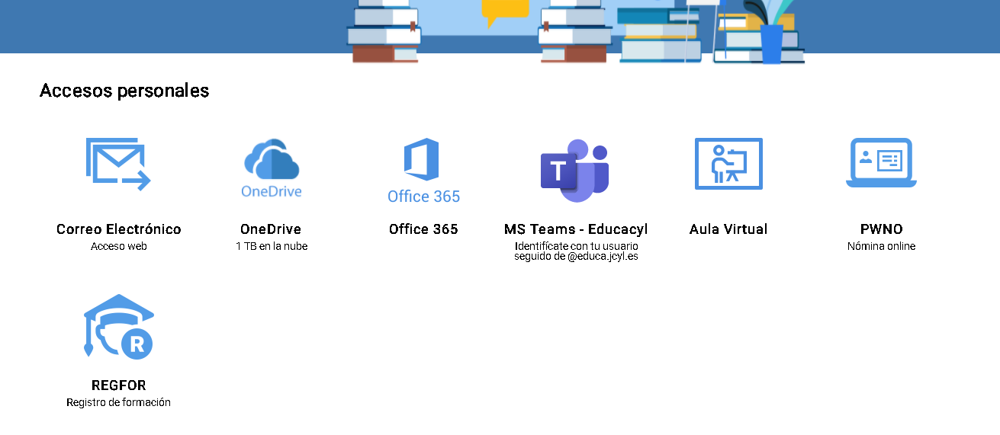 Accesos personales
OneDrive
Office 365
T
Correo Electrónico
OneDrive
Office 365
MS Teams - Educacyl
Aula Virtual
PWNO
Acceso web
1 TB en la nube
Identifícate con tu usuario
seguido de @educa.jcyl.es
Nómina online
R
REGFOR
Registro de formación